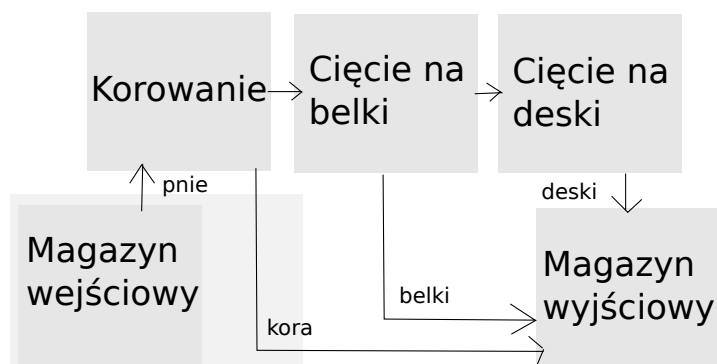 Korowanie
Cięcie na
belki
Cięcie na
deski
pnie
deski
Magazyn
wejściowy
Magazyn
wyjściowy
belki
kora